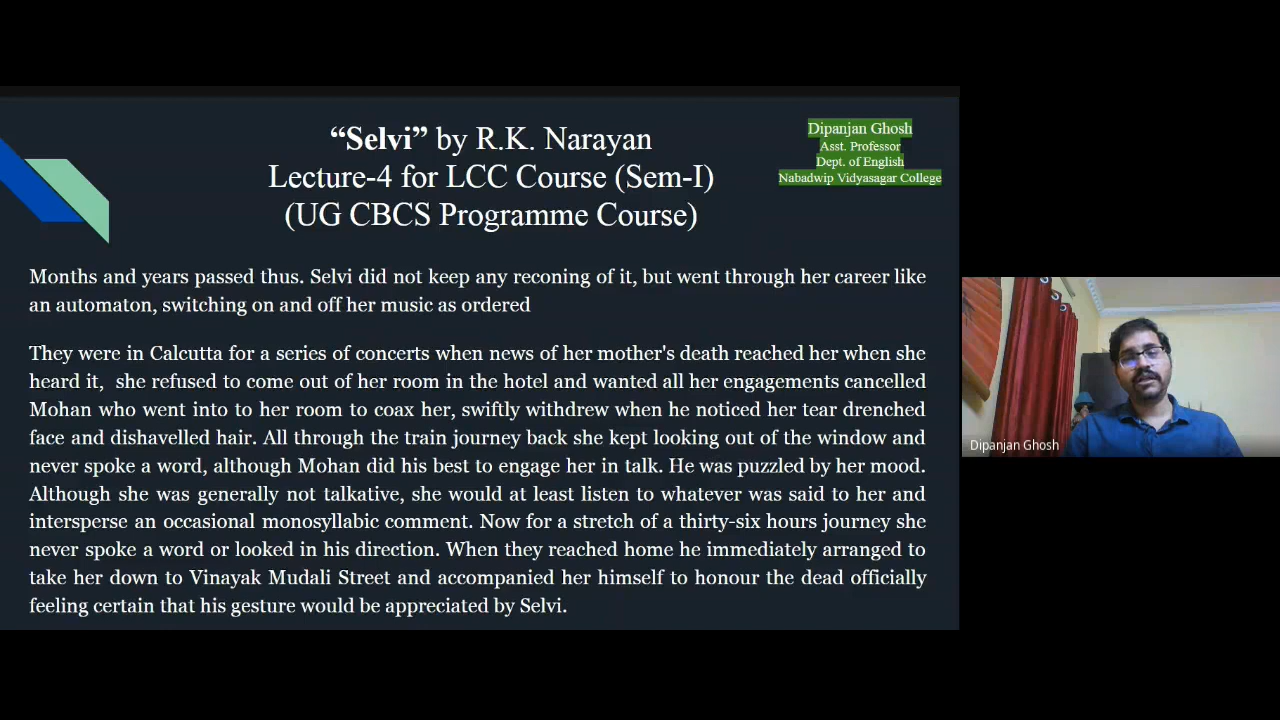 “Selvi” by R.K. Narayan
Lecture-4 for LCC Course (Sem-I)
(UG CBCS Programme Course)
Dipanjan Ghosh
Asst. Professor
Dept. of English
Nabadwip Vidyasagar College
Months and years passed thus. Selvi did not keep any reconing of it, but went through her career like
an automaton, switching on and off her music as ordered
They were in Calcutta for a series of concerts when news of her mother's death reached her when she
heard it,  she refused to come out of her room in the hotel and wanted all her engagements cancelled
Mohan who went into to her room to coax her, swiftly withdrew when he noticed her tear drenched
face and dishavelled hair. All through the train journey back she kept looking out of the window and
never spoke a word, although Mohan did his best to engage her in talk. He was puzzled by her mood.
Although she was generally not talkative, she would at least listen to whatever was said to her and
intersperse an occasional monosyllabic comment. Now for a stretch of a thirty-six hours journey she
never spoke a word or looked in his direction. When they reached home he immediately arranged to
take her down to Vinayak Mudali Street and accompanied her himself to honour the dead officially
feeling certain that his gesture would be appreciated by Selvi.
Dipanjan Ghosh